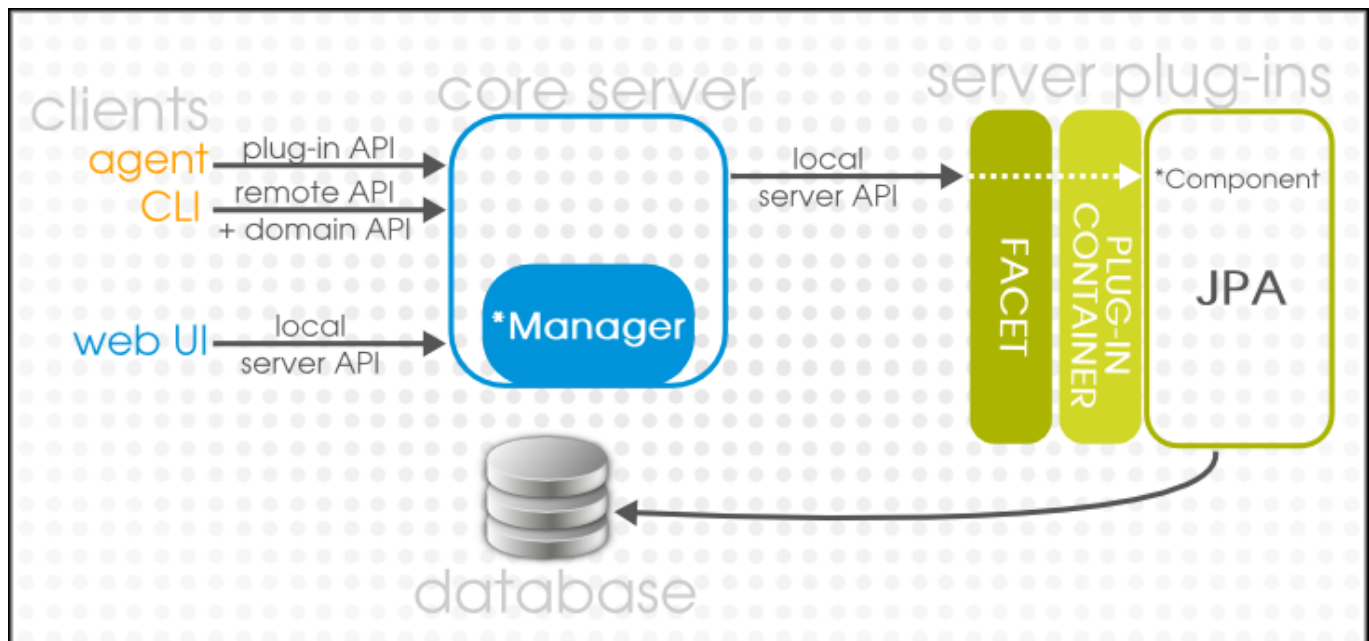 clients
agent
plug-in API
CLI
remote API
+ domain API
web UI
local
server API
core server
*Manager
local
server API
server plug-ins
FACET
PLUG-IN
CONTAINER
*Component
JPA
database